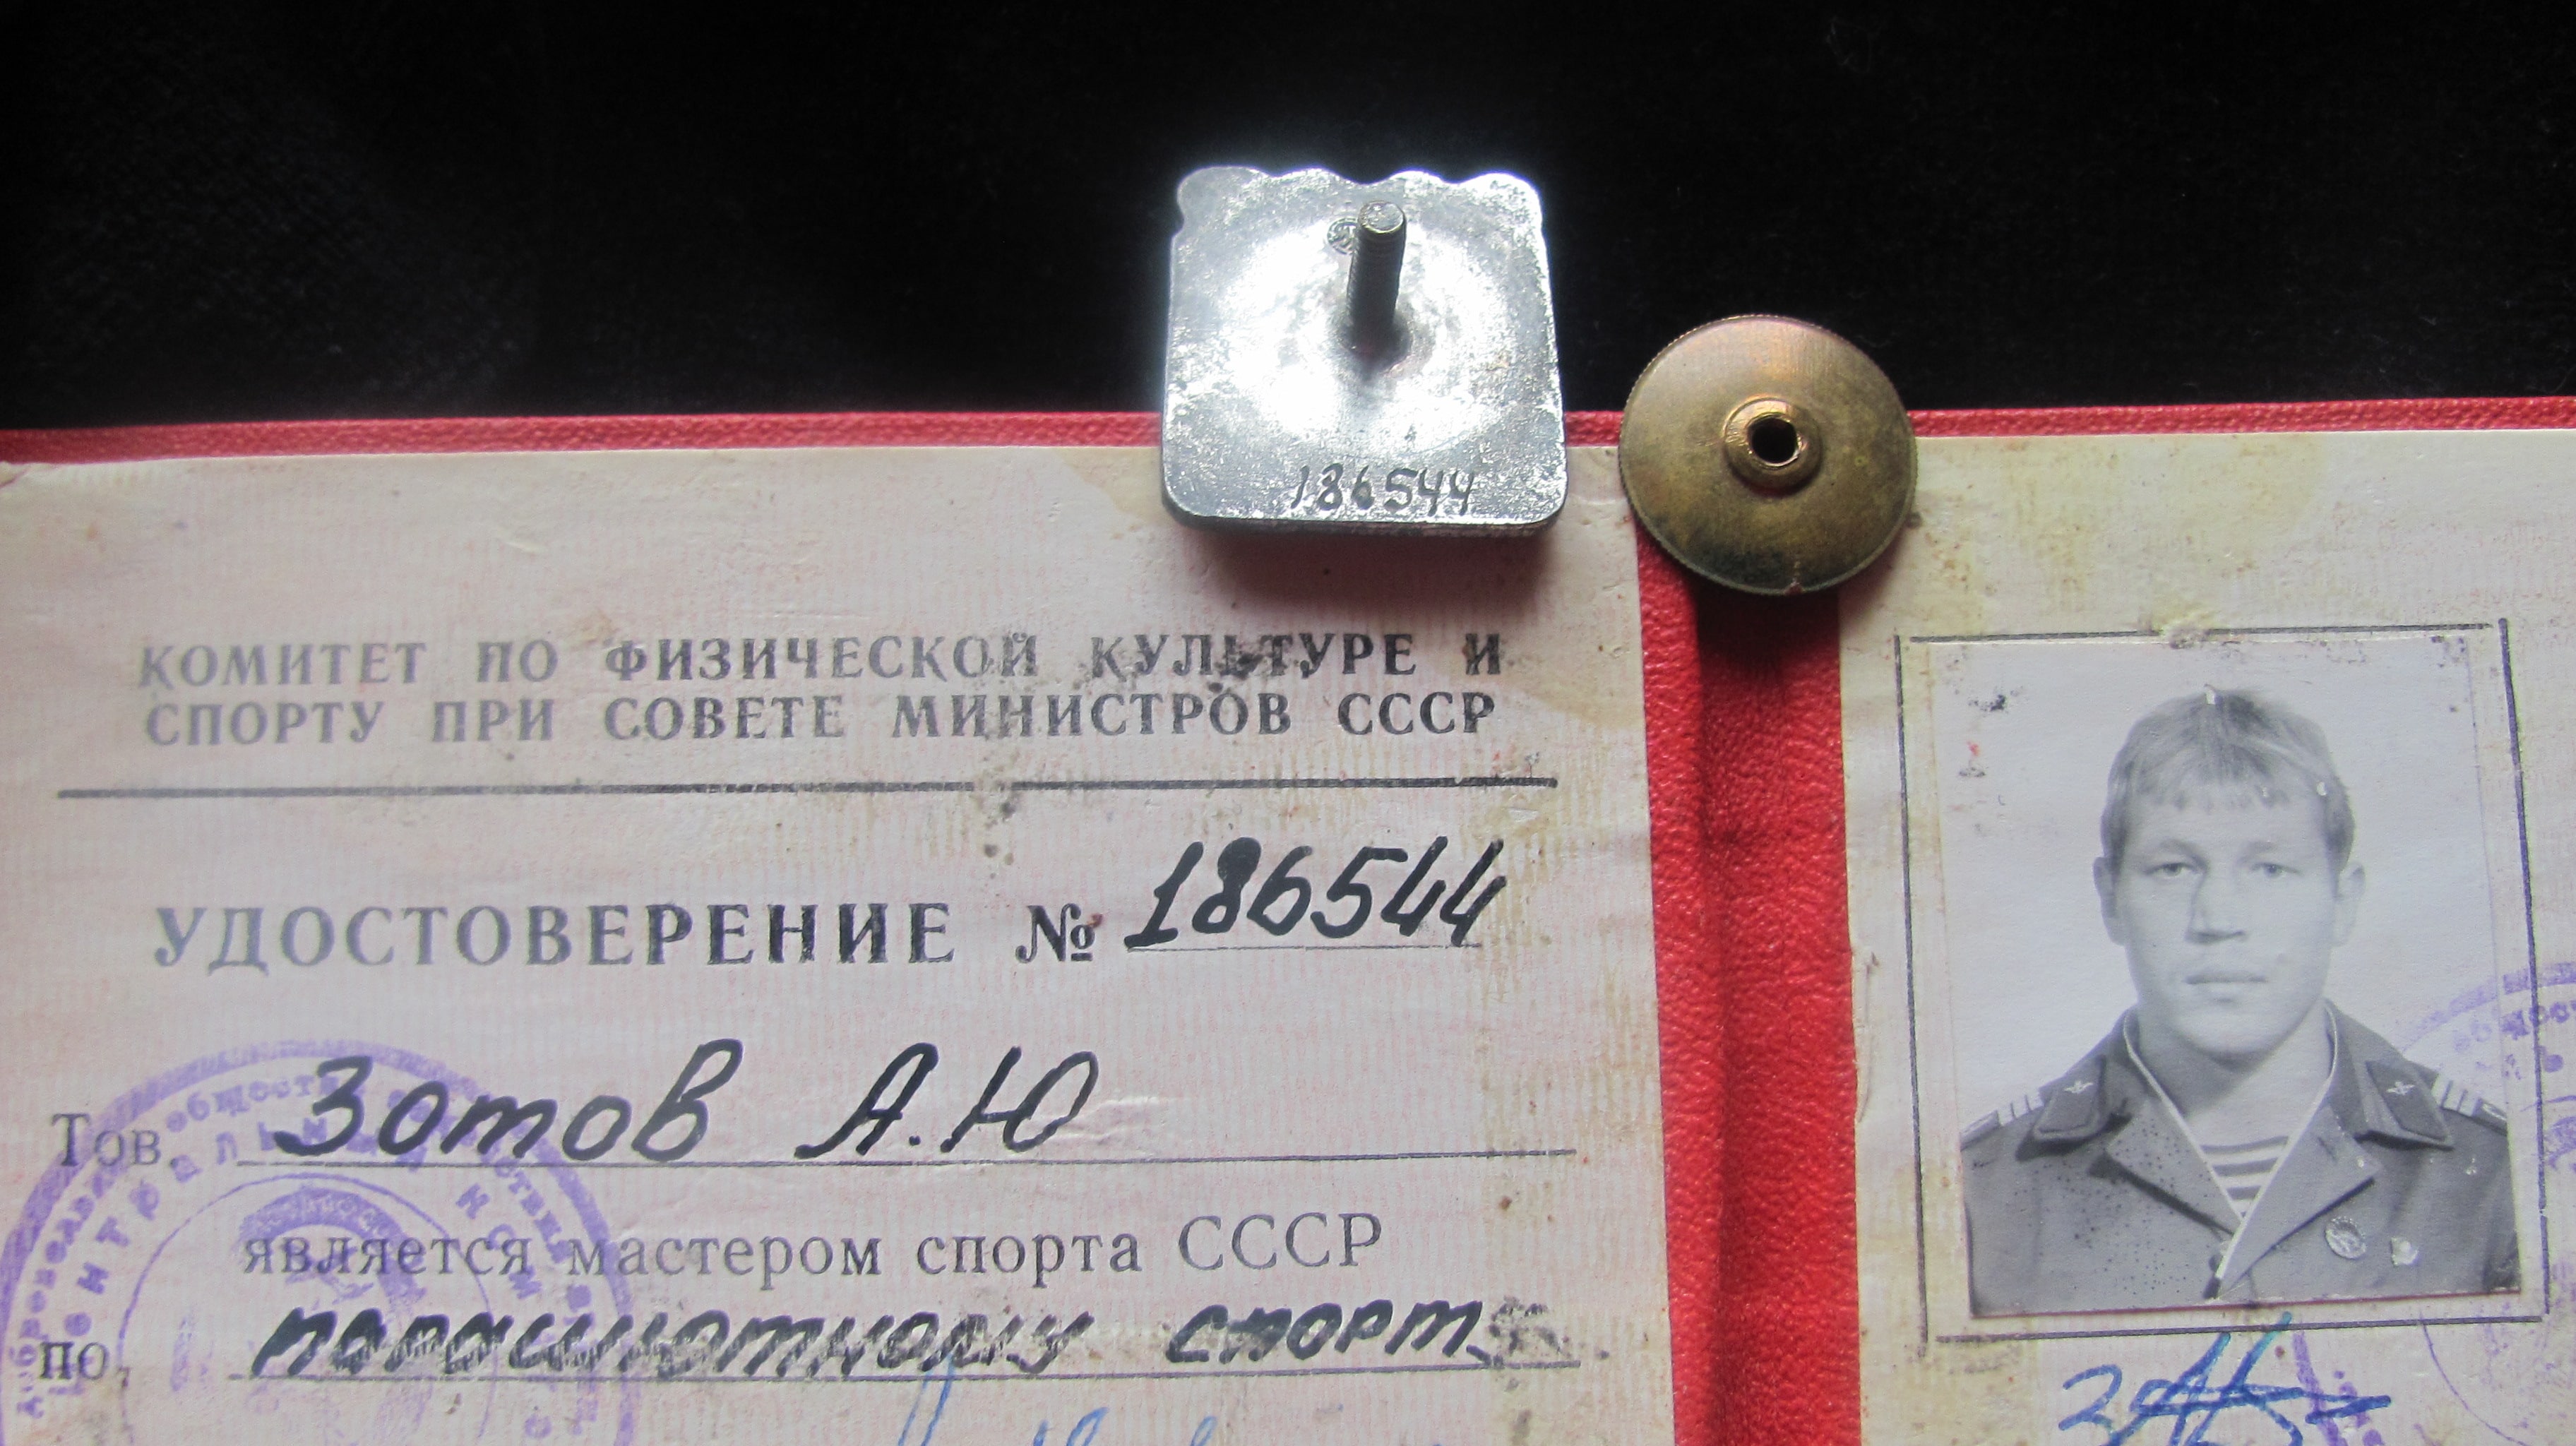 186544
КОМИТЕТ ПО ФИЗИЧЕСКОЙ КУЛЬТУРЕ И
СПОРТУ ПРИ СОВЕТЕ МИНИСТРОВ СССР
УДОСТОВЕРЕНИЕ № 186544
Тов. Зотов А.Ю
является мастером спорта СССР
по парашютному спорту